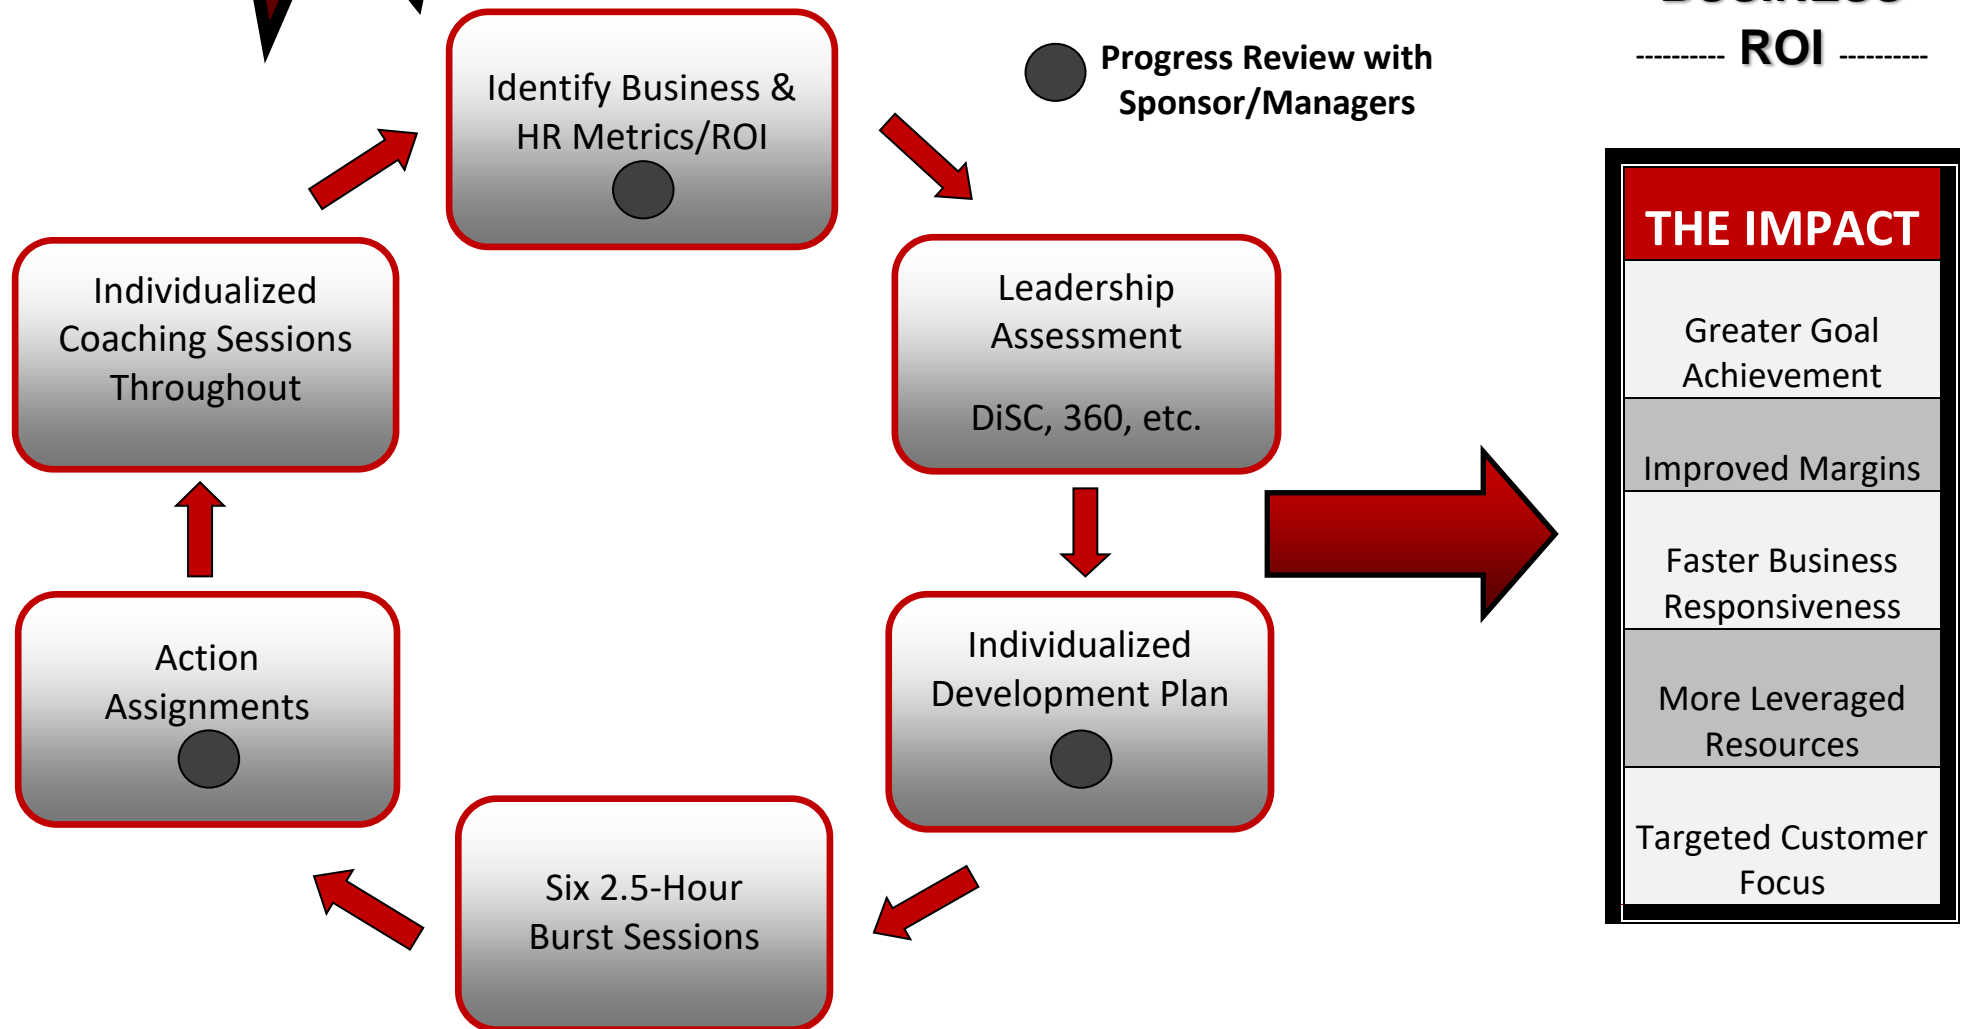 BUSINESS
---------- ROI ----------
Progress Review with
Sponsor/Managers
Identify Business &
HR Metrics/ROI
Leadership
Assessment
DiSC, 360, etc.
Individualized
Development Plan
Six 2.5-Hour
Burst Sessions
Action
Assignments
Individualized
Coaching Sessions
Throughout
THE IMPACT
Greater Goal
Achievement
Improved Margins
Faster Business
Responsiveness
More Leveraged
Resources
Targeted Customer
Focus